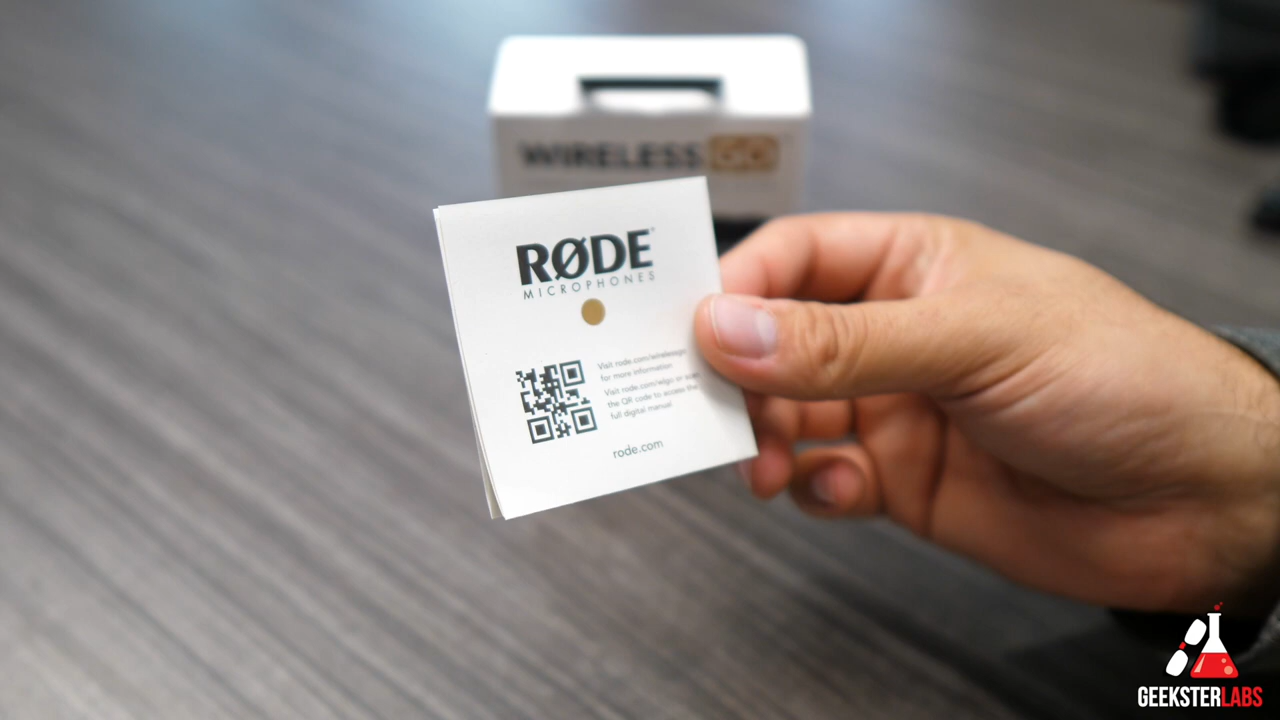 WIRELESS GO
RØDE
MICROPHONES
Visit rode.com/wirelessgo
for more information
Visit rode.com/wigo or scan
the QR code to access the
full digital manual
rode.com
GEEKSTERLABS